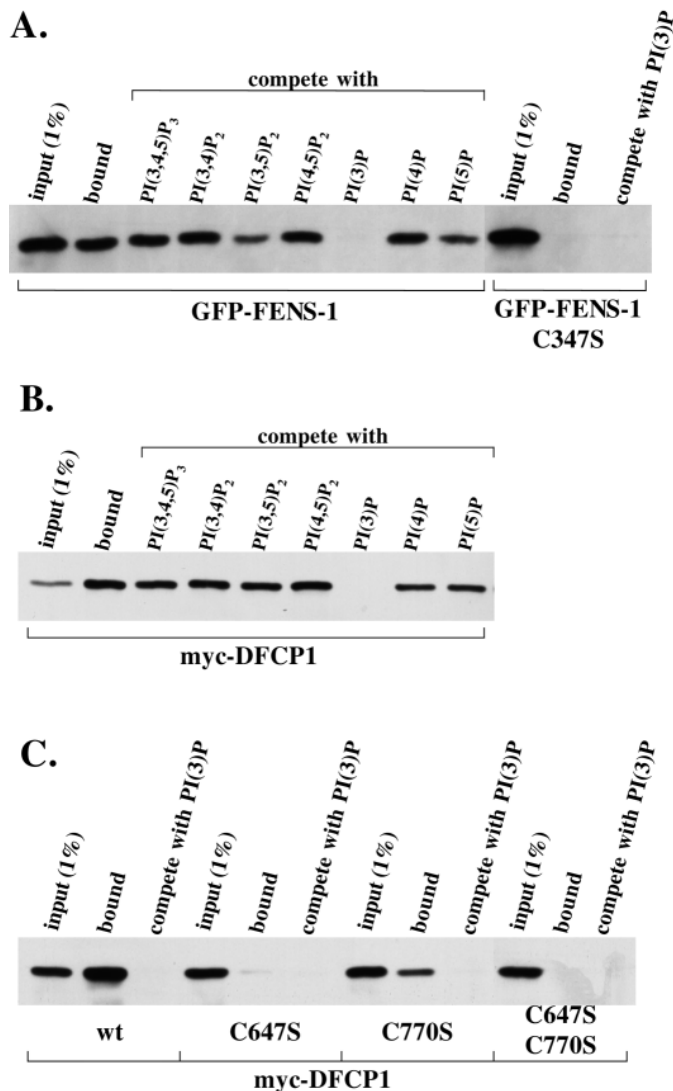 A.
compete with
input (1%)
bound
PI(3,4,5)P3
PI(3,4)P2
PI(3,5)P2
PI(4,5)P2
PI(3)P
PI(4)P
PI(5)P
input (1%)
bound
compete with PI(3)P
GFP-FENS-1
GFP-FENS-1
C347S
B.
compete with
input (1%)
bound
PI(3,4,5)P3
PI(3,4)P2
PI(3,5)P2
PI(4,5)P2
PI(3)P
PI(4)P
PI(5)P
myc-DFCP1
C.
input (1%)
bound
compete with PI(3)P
input (1%)
bound
compete with PI(3)P
input (1%)
bound
compete with PI(3)P
input (1%)
bound
compete with PI(3)P
wt
C647S
C770S
C647S
C770S
myc-DFCP1